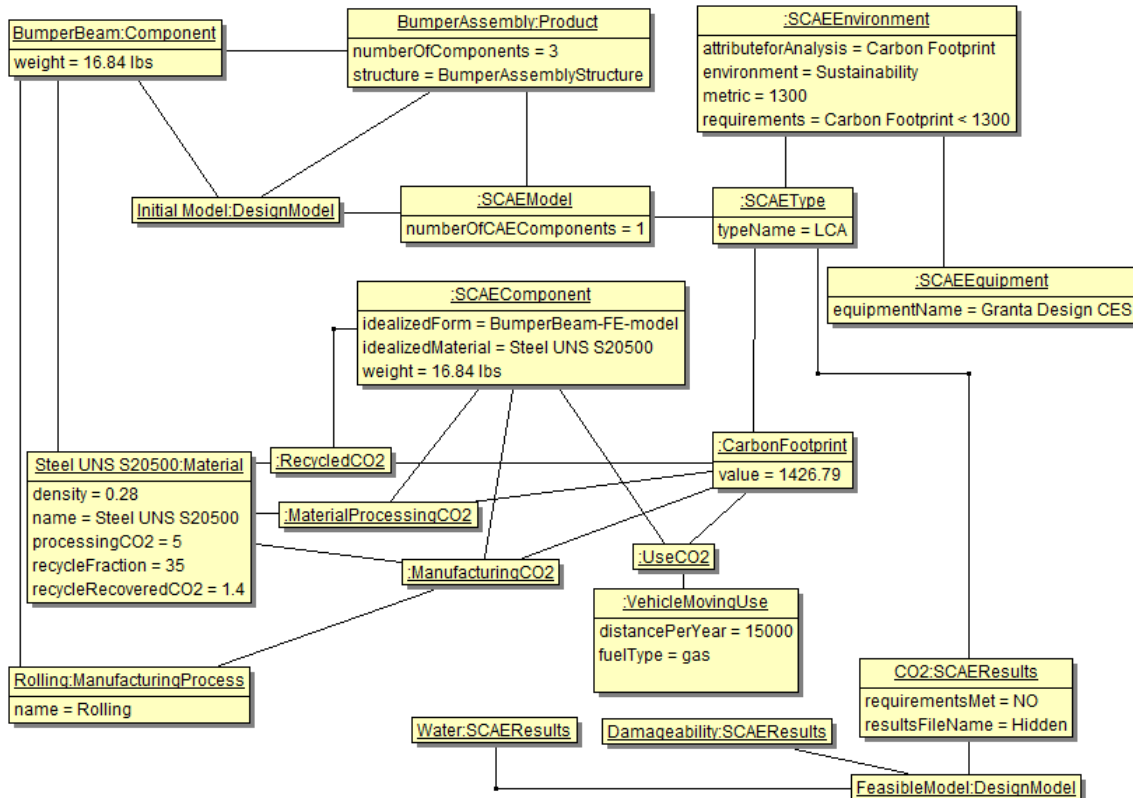 BumperBeam:Component
weight = 16.84 lbs
BumperAssembly:Product
numberOfComponents = 3
structure = BumperAssemblyStructure
:SCAEEnvironment
attributeforAnalysis = Carbon Footprint
environment = Sustainability
metric = 1300
requirements = Carbon Footprint < 1300
Initial Model:DesignModel
:SCAEModel
numberOfCAEComponents = 1
:SCAEType
typeName = LCA
:SCAEEquipment
equipmentName = Granta Design CES
:SCAEComponent
idealizedForm = BumperBeam-FE-model
idealizedMaterial = Steel UNS S20500
weight = 16.84 lbs
Steel UNS S20500:Material
density = 0.28
name = Steel UNS S20500
processingCO2 = 5
recycleFraction = 35
recycleRecoveredCO2 = 1.4
:RecycledCO2
:CarbonFootprint
value = 1426.79
:MaterialProcessingCO2
:ManufacturingCO2
:UseCO2
:VehicleMovingUse
distancePerYear = 15000
fuelType = gas
Rolling:ManufacturingProcess
name = Rolling
CO2:SCAEResults
requirementsMet = NO
resultsFileName = Hidden
Water:SCAEResults
Damageability:SCAEResults
FeasibleModel:DesignModel